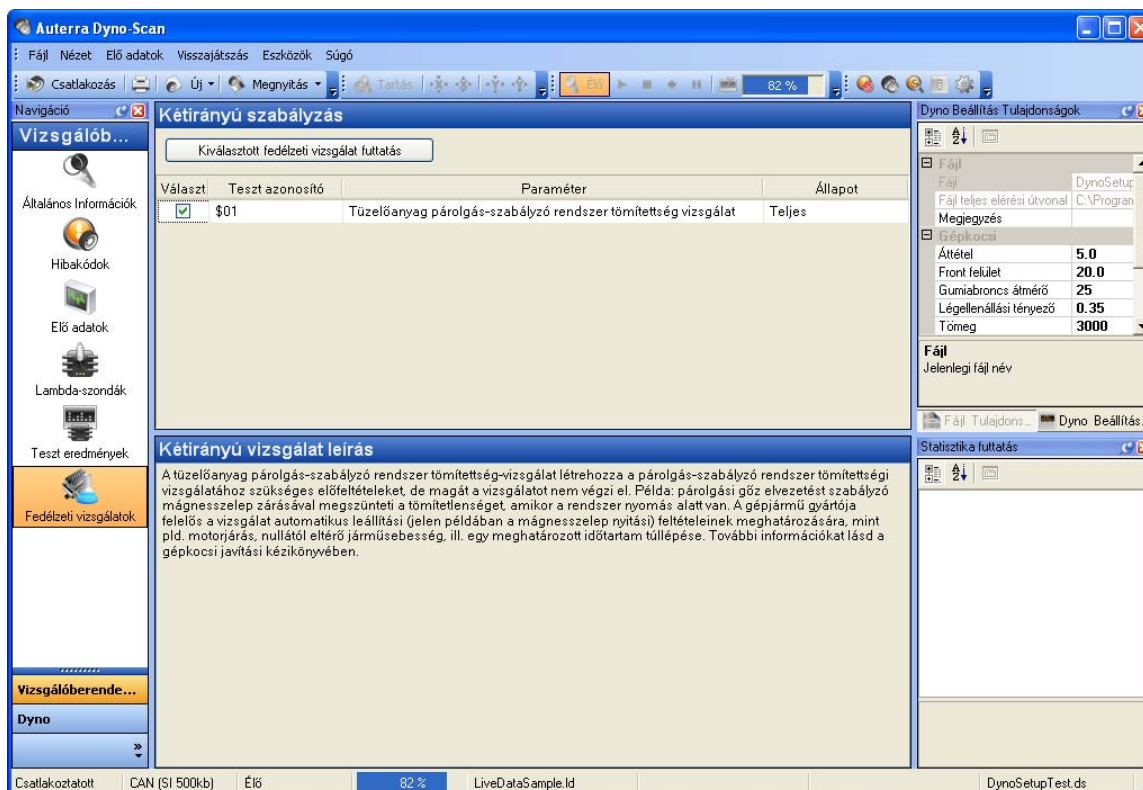 Auterra Dyno-Scan
Fájl Nézet Elő adatok Visszajátszás Eszközök Súgó
Csatlakozás Új Megnyitás Tartás Élő 82 %
Navigáció
Vizsgálób...
Általános Információk
Hibakódok
Elő adatok
Lambda-szondák
Teszt eredmények
Fedélzeti vizsgálatok
Vizsgálóberende...
Dyno
Kétirányú szabályzás
Kiválasztott fedélzeti vizsgálat futtatás
Választ Teszt azonosító Paraméter Állapot
$01 Tüzelőanyag párolgás-szabályzó rendszer tömítettség vizsgálat Teljes
Kétirányú vizsgálat leírás
A tüzelőanyag párolgás-szabályzó rendszer tömítettség-vizsgálat létrehozza a párolgás-szabályzó rendszer tömítettségi
vizsgálatához szükséges előfeltételeket, de magát a vizsgálatot nem végzi el. Példa: párolgási gőz elvezetést szabályzó
mágnesszelep zárásával megszünteti a tömítetlenséget, amikor a rendszer nyomás alatt van. A gépjármű gyártója
felelős a vizsgálat automatikus leállítási (jelen példában a mágnesszelep nyitási) feltételeinek meghatározására, mint
pld. motorjárás, nullától eltérő járműsebesség, ill. egy meghatározott időtartam túllépése. További információkat lásd a
gépkocsi javítási kézikönyvében.
Dyno Beállítás Tulajdonságok
Fájl
Fájl DynoSetup
Fájl teljes elérési útvonal C:\Program
Megjegyzés
Gépkocsi
Áttétel 5.0
Front felület 20.0
Gumiabroncs átmérő 25
Légellenállási tényező 0.35
Tömeg 3000
Fájl
Jelenlegi fájl név
Fájl Tulajdons... Dyno Beállítás...
Statisztika futtatás
Csatlakoztatott CAN (SI 500kb) Élő 82 % LiveDataSample.ld DynoSetupTest.ds